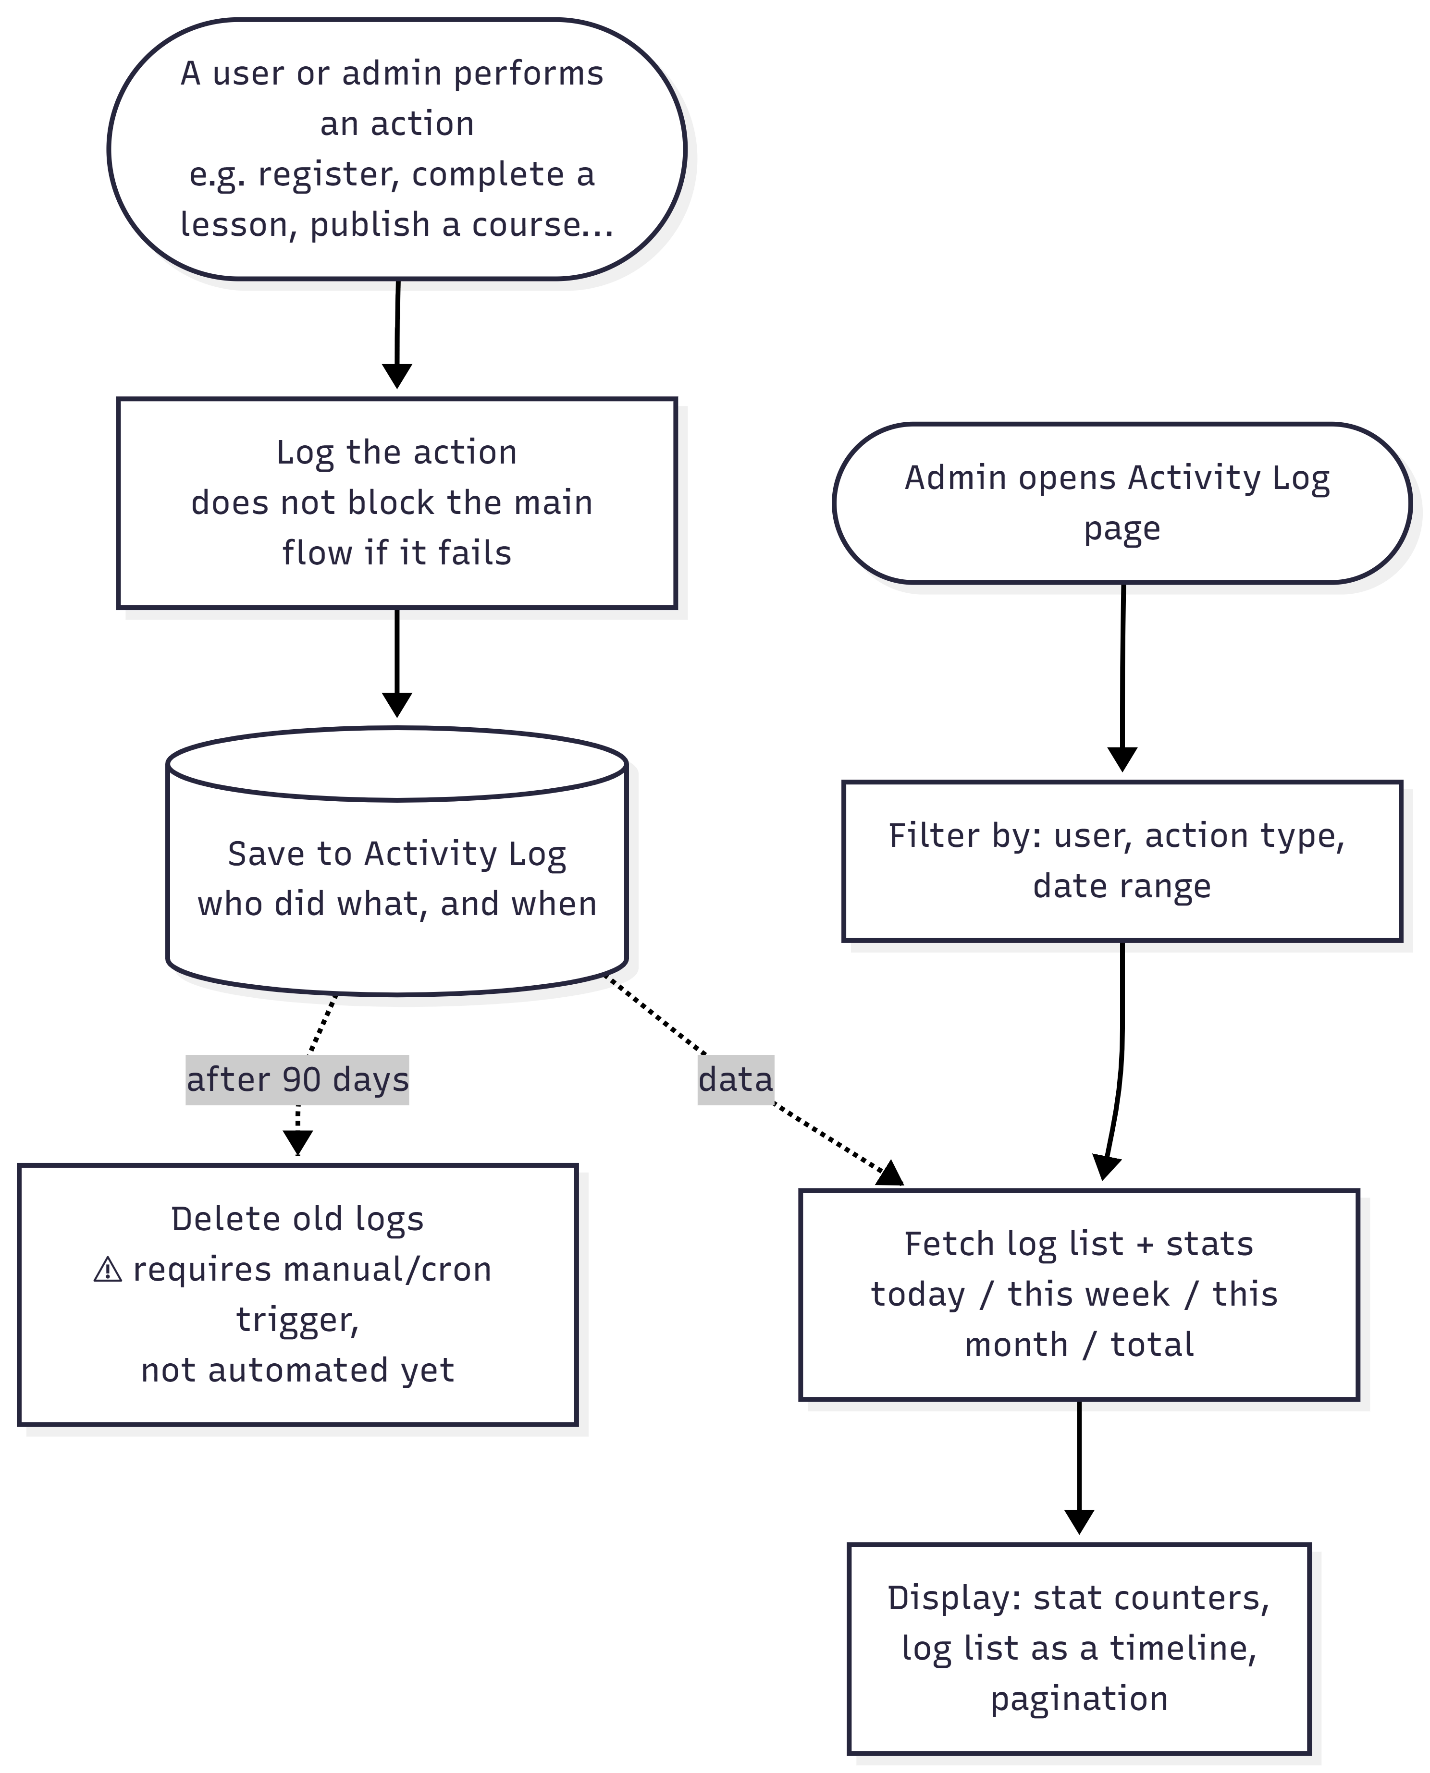 A user or admin performs
an action
e.g. register, complete a
lesson, publish a course...
Log the action
does not block the main
flow if it fails
Admin opens Activity Log
page
Save to Activity Log
who did what, and when
Filter by: user, action type,
date range
after 90 days
data
Delete old logs
⚠ requires manual/cron
trigger,
not automated yet
Fetch log list + stats
today / this week / this
month / total
Display: stat counters,
log list as a timeline,
pagination